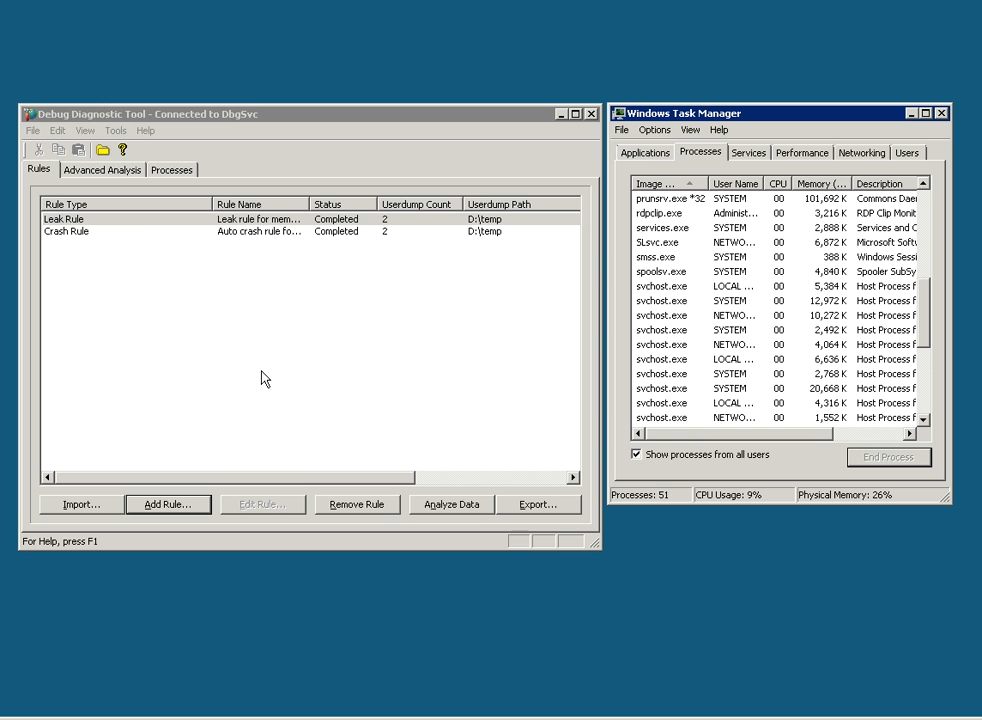 Debug Diagnostic Tool - Connected to DbgSvc
File Edit View Tools Help
Rules Advanced Analysis Processes
Rule Type Rule Name Status Userdump Count Userdump Path
Leak Rule Leak rule for mem... Completed 2 D:\temp
Crash Rule Auto crash rule fo... Completed 2 D:\temp
Import... Add Rule... Edit Rule... Remove Rule Analyze Data Export...
For Help, press F1
Windows Task Manager
File Options View Help
Applications Processes Services Performance Networking Users
Image ... User Name CPU Memory (... Description
prunsrv.exe *32 SYSTEM 00 101,692 K Commons Daer
rdpclip.exe Administ... 00 3,216 K RDP Clip Monit
services.exe SYSTEM 00 2,888 K Services and C
SLsvc.exe NETWO... 00 6,872 K Microsoft Softw
smss.exe SYSTEM 00 388 K Windows Sessi
spoolsv.exe SYSTEM 00 4,840 K Spooler SubSy
svchost.exe LOCAL ... 00 5,384 K Host Process f
svchost.exe SYSTEM 00 12,972 K Host Process f
svchost.exe NETWO... 00 10,272 K Host Process f
svchost.exe SYSTEM 00 2,492 K Host Process f
svchost.exe NETWO... 00 4,064 K Host Process f
svchost.exe LOCAL ... 00 6,636 K Host Process f
svchost.exe SYSTEM 00 2,768 K Host Process f
svchost.exe SYSTEM 00 20,668 K Host Process f
svchost.exe LOCAL ... 00 4,316 K Host Process f
svchost.exe NETWO... 00 1,552 K Host Process f
Show processes from all users End Process
Processes: 51 CPU Usage: 9% Physical Memory: 26%